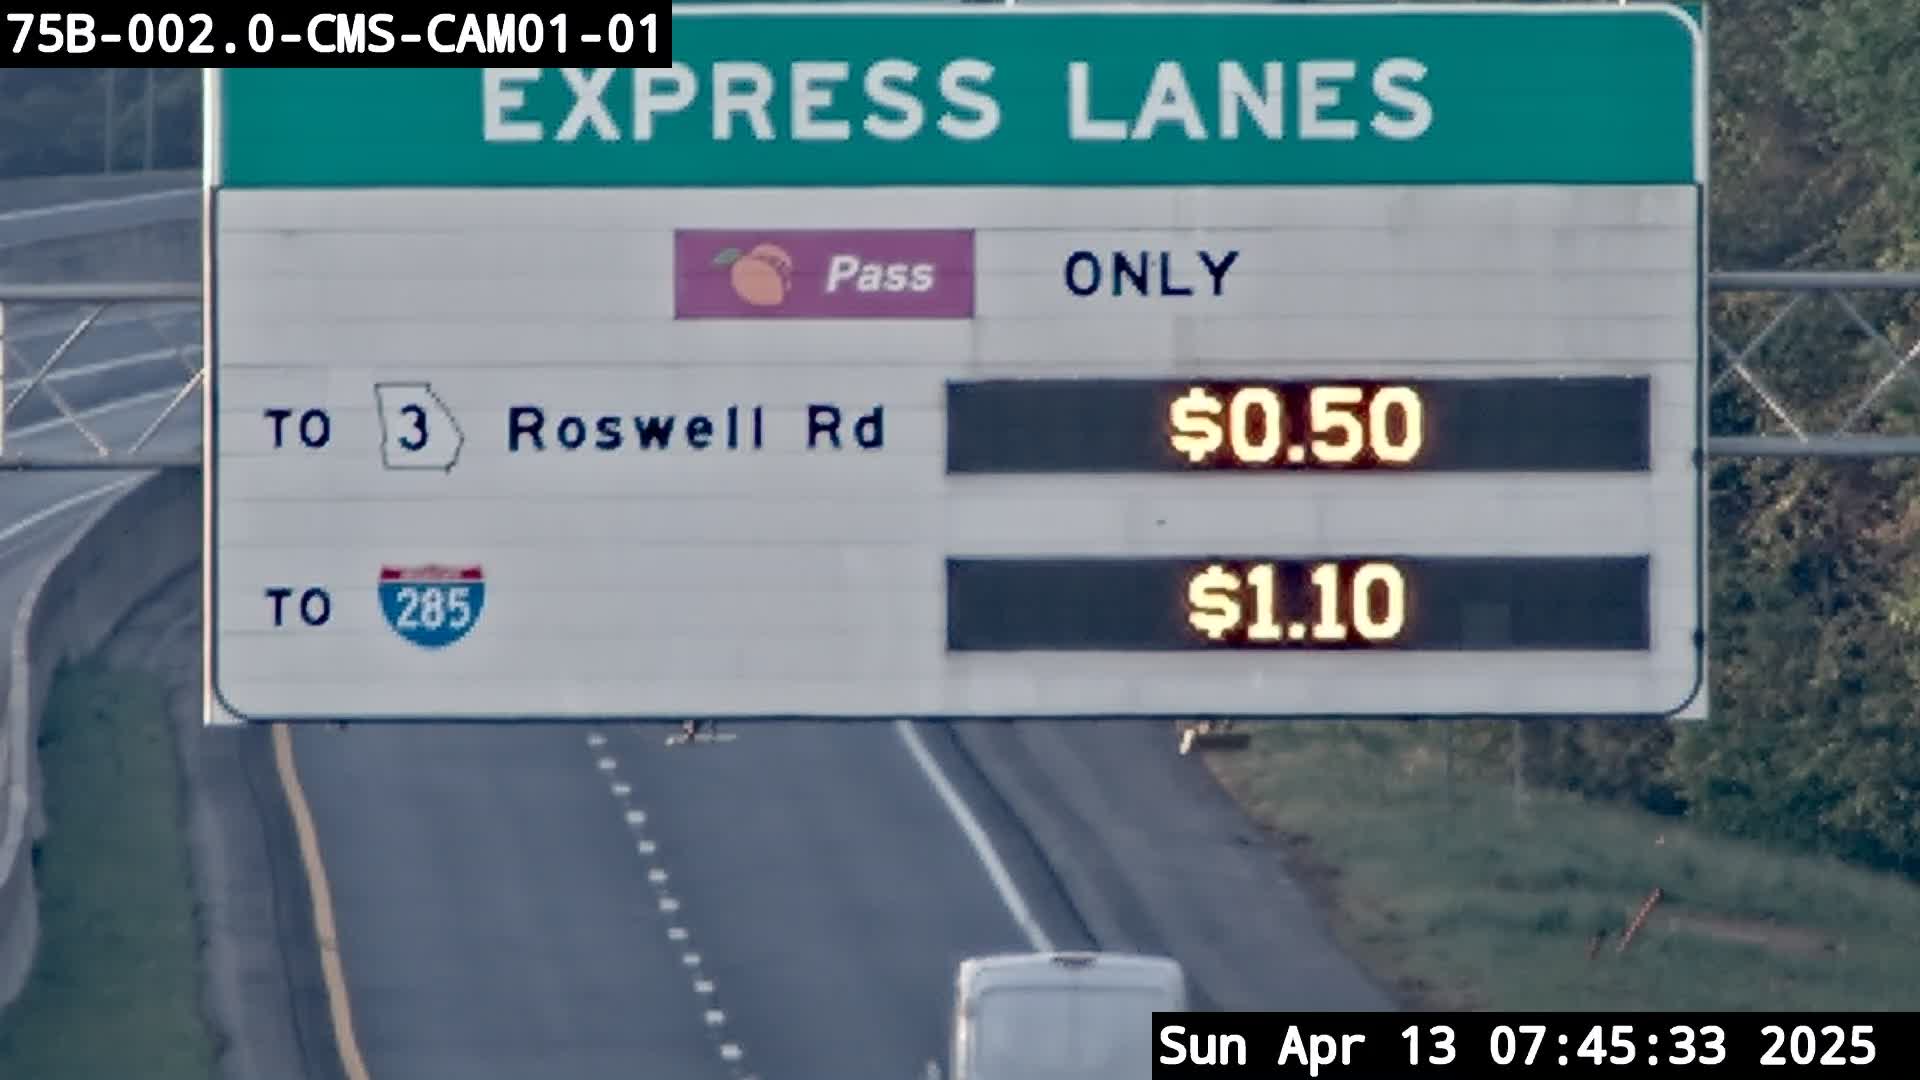 75B-002.0-CMS-CAM01-01
EXPRESS LANES
Pass ONLY
TO 3 Roswell Rd $0.50
TO 285 $1.10
Sun Apr 13 07:45:33 2025